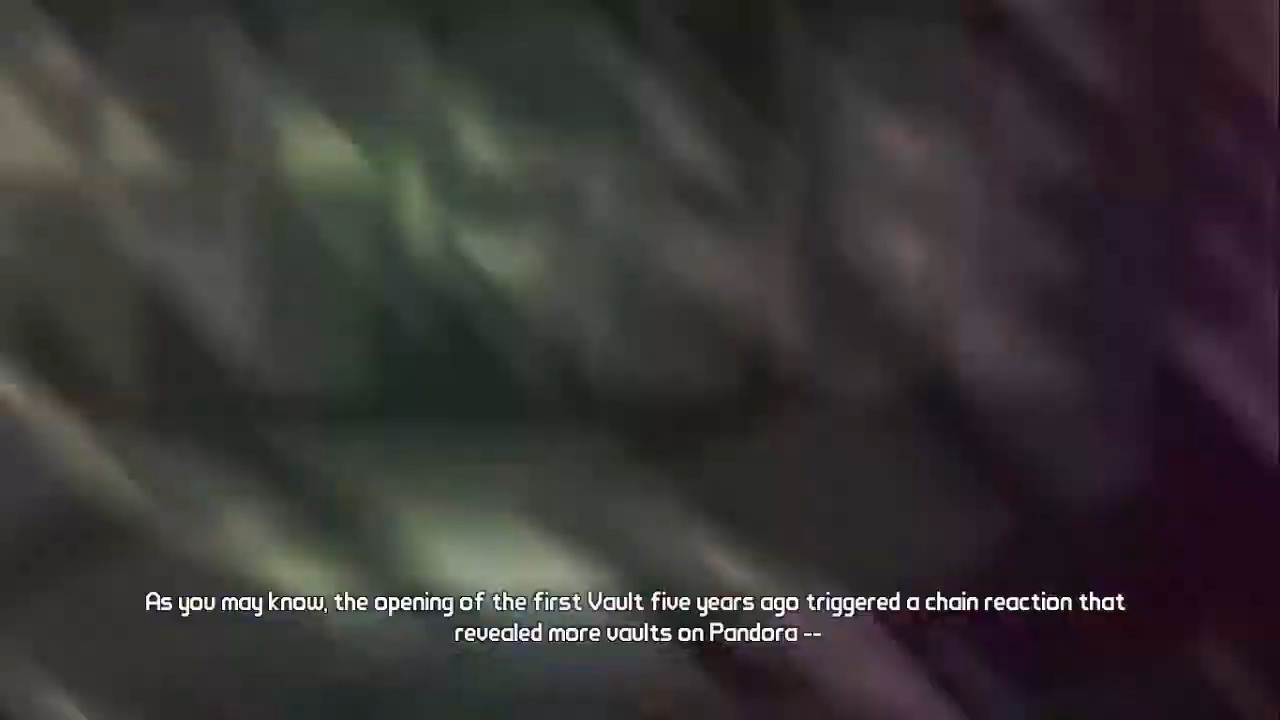 As you may know, the opening of the first Vault five years ago triggered a chain reaction that
revealed more vaults on Pandora --